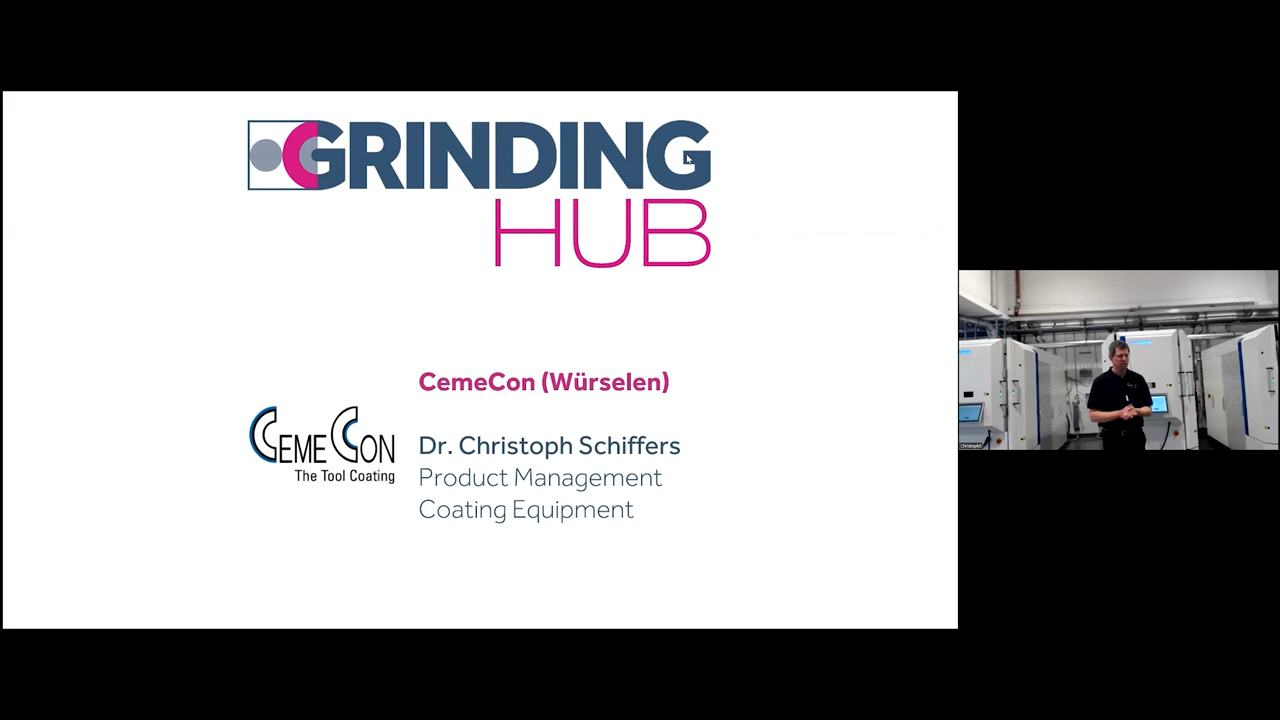 GRINDING
HUB
CemeCon (Würselen)
CEMECON
The Tool Coating
Dr. Christoph Schiffers
Product Management
Coating Equipment